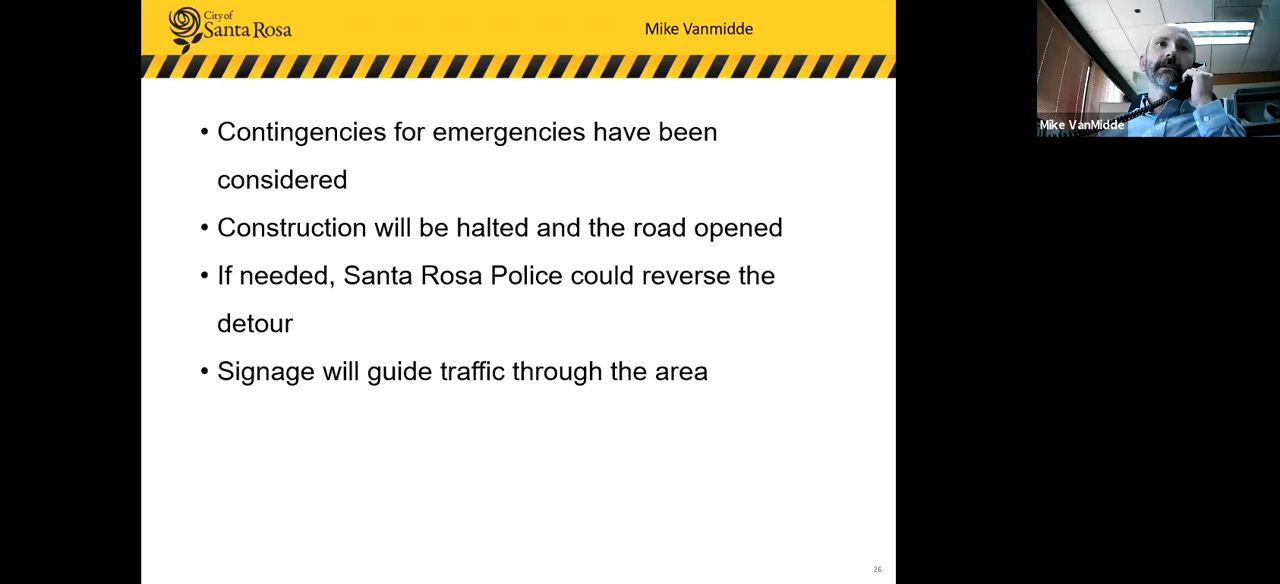 City of
Santa Rosa
Mike Vanmidde
• Contingencies for emergencies have been
considered
• Construction will be halted and the road opened
• If needed, Santa Rosa Police could reverse the
detour
• Signage will guide traffic through the area
26
Mike VanMidde